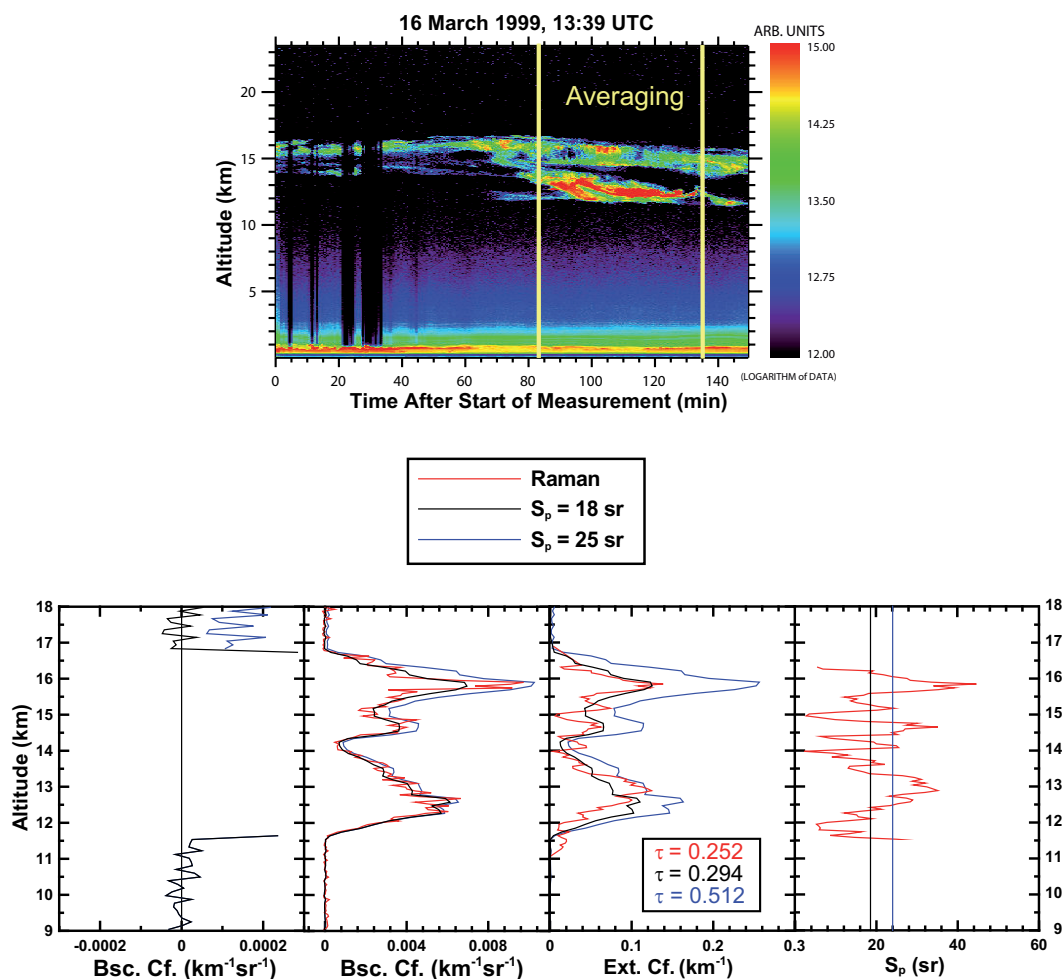 16 March 1999, 13:39 UTC
ARB. UNITS
Averaging
Altitude (km)
20
15
10
5
0 20 40 60 80 100 120 140
Time After Start of Measurement (min)
15.00
14.25
13.50
12.75
12.00
(LOGARITHM of DATA)
Raman
Sₚ = 18 sr
Sₚ = 25 sr
Altitude (km)
18
17
16
15
14
13
12
11
10
9
-0.0002 0 0.0002
Bsc. Cf. (km⁻¹sr⁻¹)
0 0.004 0.008
Bsc. Cf. (km⁻¹sr⁻¹)
τ = 0.252
τ = 0.294
τ = 0.512
0 0.1 0.2 0.3
Ext. Cf. (km⁻¹)
20 40 60
Sₚ (sr)
18
17
16
15
14
13
12
11
10
9